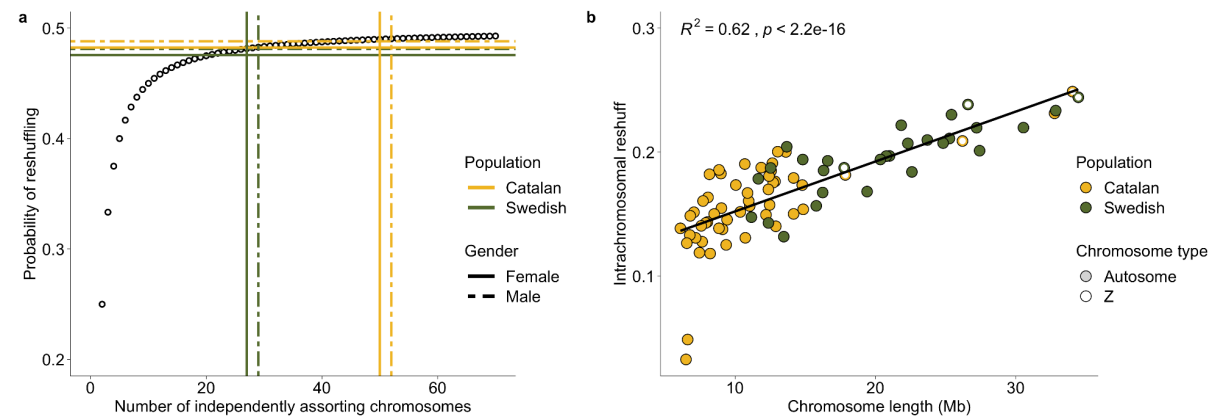 a
0.5
0.4
0.3
0.2
Probability of reshuffling
0
20
40
60
Number of independently assorting chromosomes
Population
Catalan
Swedish
Gender
Female
Male
b
R² = 0.62 , p < 2.2e-16
0.3
0.2
0.1
Intrachromosomal reshuff
10
20
30
Chromosome length (Mb)
Population
Catalan
Swedish
Chromosome type
Autosome
Z